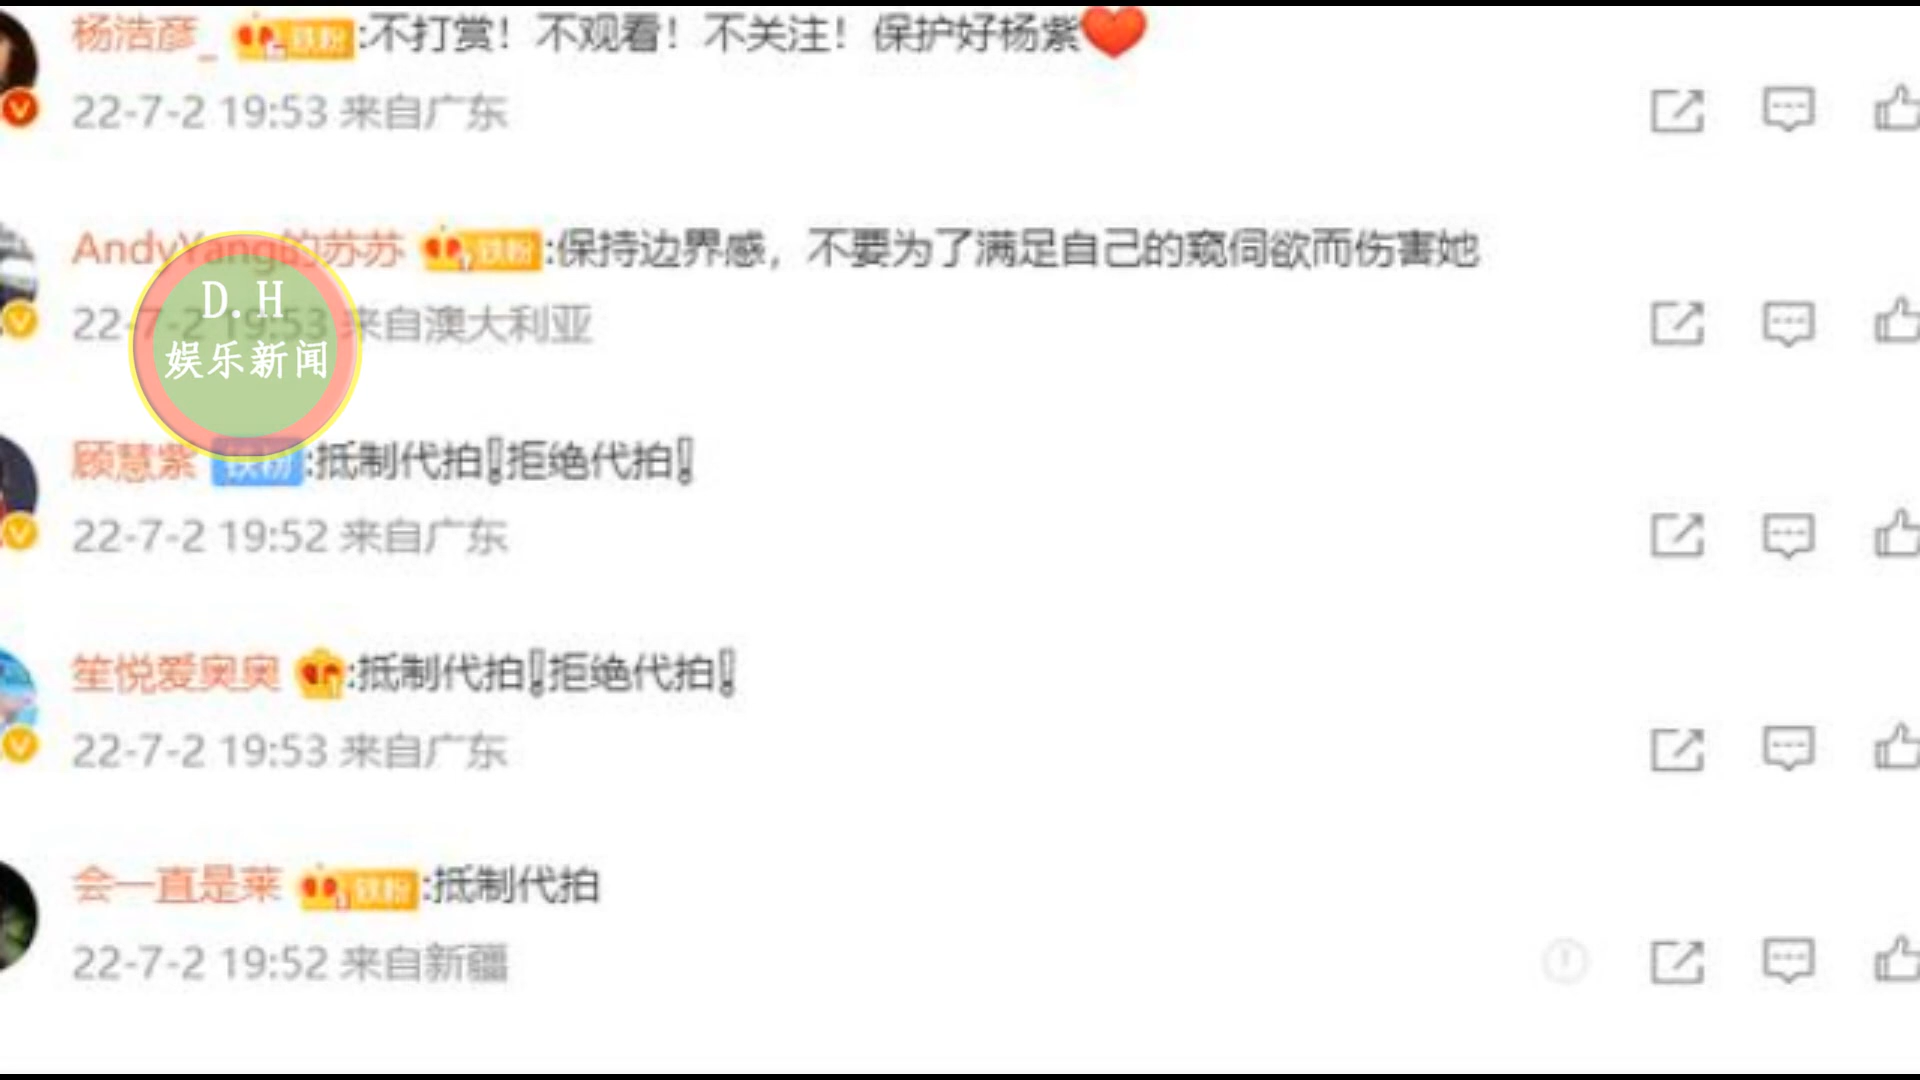 杨浩彦_ 铁粉:不打赏！不观看！不关注！保护好杨紫
22-7-2 19:53 来自广东
AndyYang的苏苏 铁粉:保持边界感，不要为了满足自己的窥伺欲而伤害她
22-7-2 19:53 来自澳大利亚
D.H
娱乐新闻
顾慧紫 铁粉:抵制代拍❕拒绝代拍❕
22-7-2 19:52 来自广东
笙悦爱奥奥 :抵制代拍❕拒绝代拍❕
22-7-2 19:53 来自广东
会一直是莱 铁粉:抵制代拍
22-7-2 19:52 来自新疆